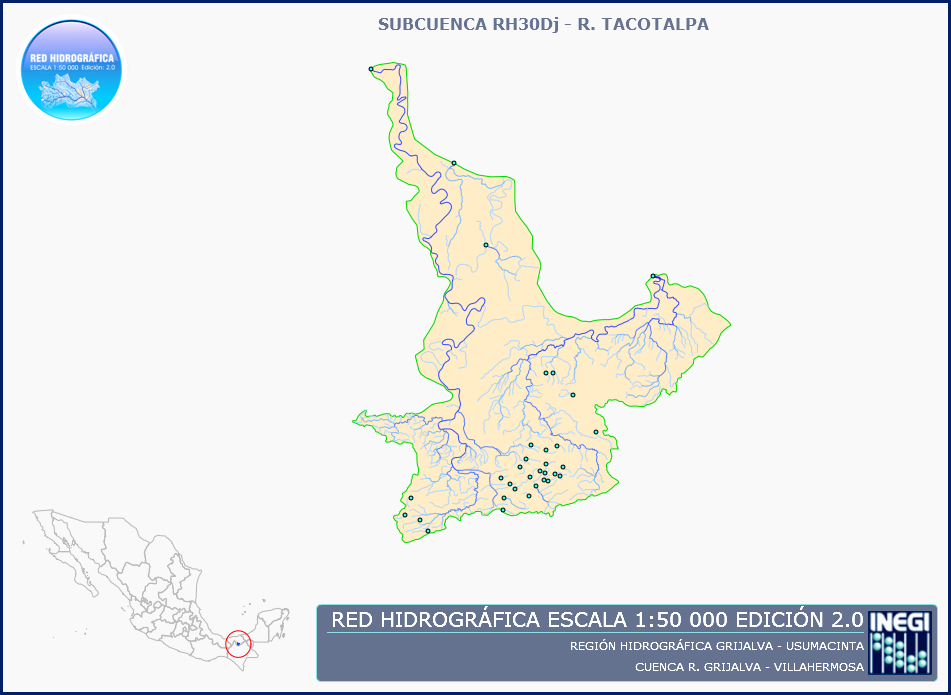 SUBCUENCA RH30Dj - R. TACOTALPA
RED HIDROGRÁFICA
ESCALA 1:50 000 Edición: 2.0
RED HIDROGRÁFICA ESCALA 1:50 000 EDICIÓN 2.0
REGIÓN HIDROGRÁFICA GRIJALVA - USUMACINTA
CUENCA R. GRIJALVA - VILLAHERMOSA
INEGI